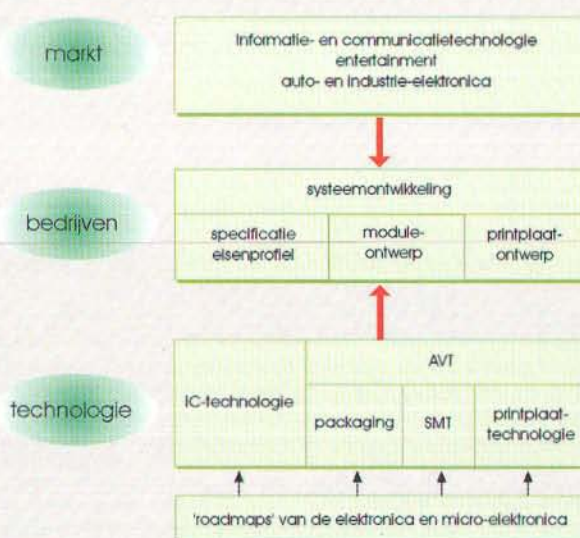 markt
Informatie- en communicatietechnologie
entertainment
auto- en industrie-elektronica
bedrijven
systeemontwikkeling
specificatie
eisenprofiel
module-
ontwerp
printplaat-
ontwerp
technologie
IC-technologie
AVT
packaging
SMT
printplaat-
technologie
'roadmaps' van de elektronica en micro-elektronica